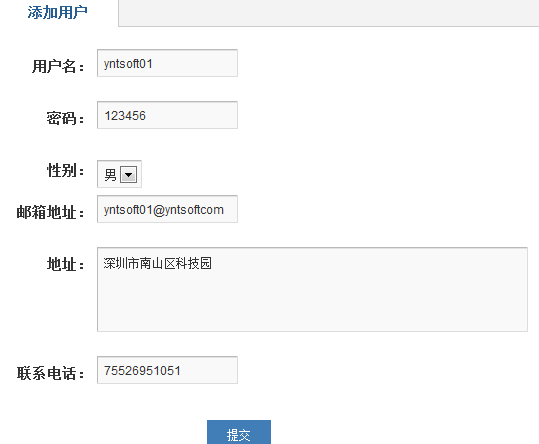 添加用户
用户名： yntsoft01
密码： 123456
性别： 男
邮箱地址： yntsoft01@yntsoftcom
地址： 深圳市南山区科技园
联系电话： 75526951051
提交